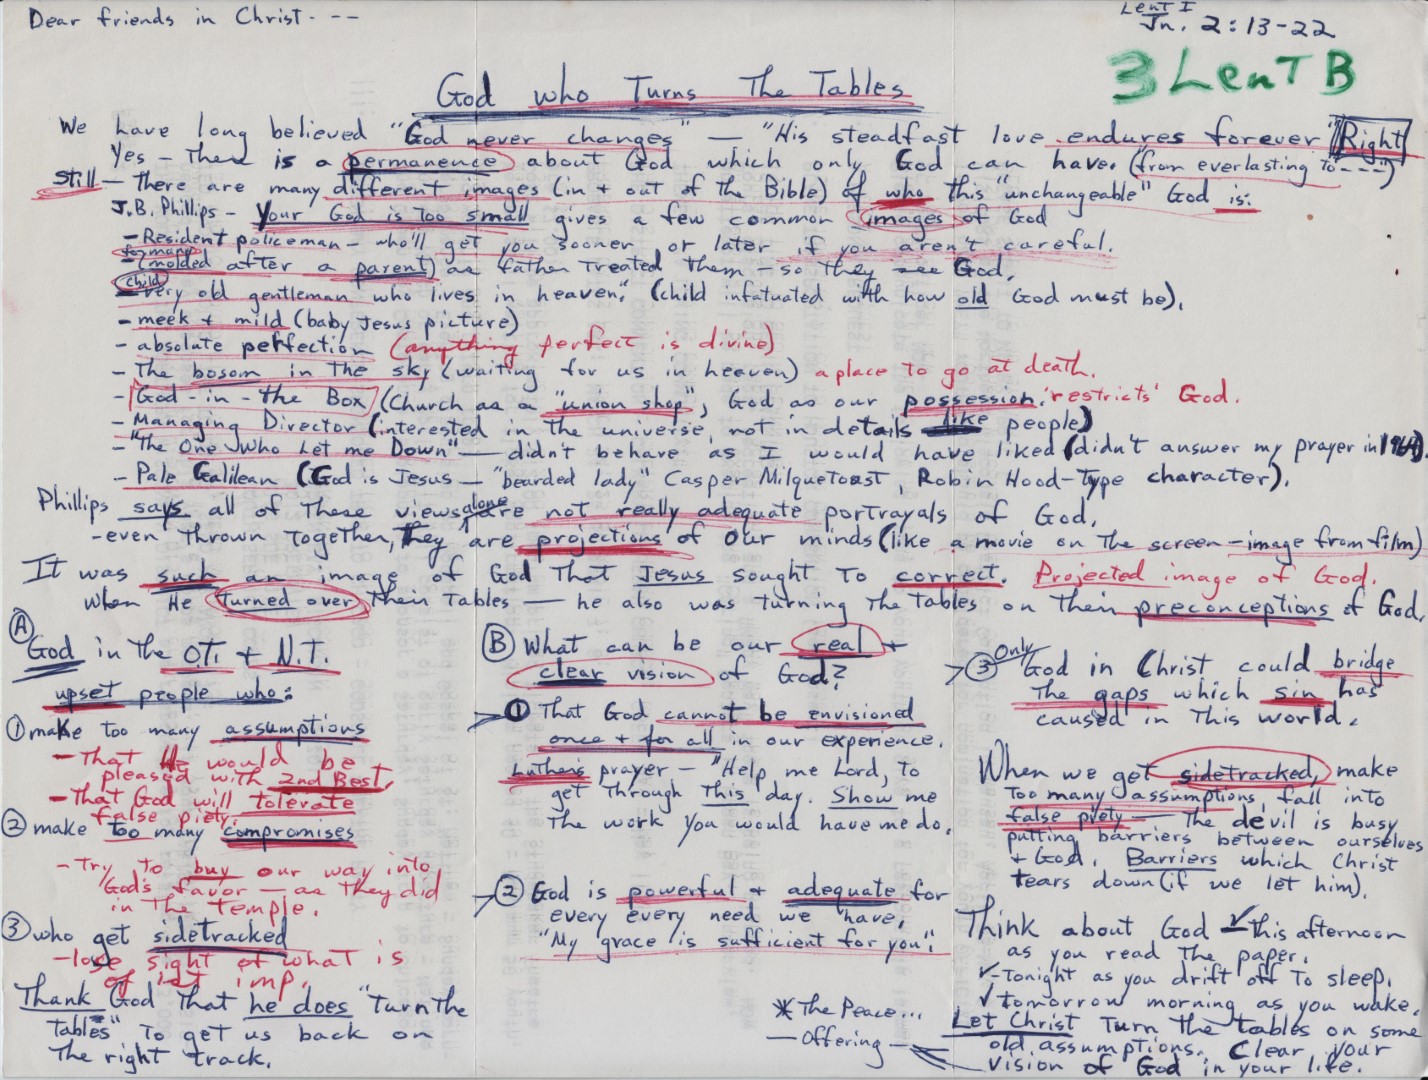 Dear friends in Christ - - -
Lent I
Jn. 2:13-22
3 Lent B
God who Turns The Tables
We have long believed "God never changes" — "His steadfast love endures forever" Right
Yes - There is a permanence about God which only God can have. (from everlasting to - - - -)
still - There are many different images (in + out of the Bible) of who this "unchangeable" God is:
J.B. Phillips - Your God is Too small gives a few common images of God
- Resident policeman - who'll get you sooner or later if you aren't careful.
for many
- (molded after a parent) as father treated them - so they see God.
child
- very old gentleman who lives in heaven." (child infatuated with how old God must be).
- meek + mild (baby Jesus picture)
- absolute perfection (anything perfect is divine)
- The bosom in the sky (waiting for us in heaven) a place to go at death.
- God-in-the Box (Church as a "union shop", God as our possession. 'restricts' God.
- Managing Director (interested in the universe, not in details like people)
- "The One Who Let me Down" — didn't behave as I would have liked (didn't answer my prayer in 1964).
- Pale Galilean (God is Jesus — "bearded lady" Casper Milquetoast, Robin Hood-Type character).
Phillips says all of these views alone are not really adequate portrayals of God.
- even thrown together, they are projections of our minds (like a movie on the screen - image from film)
It was such an image of God that Jesus sought to correct. Projected image of God.
When He turned over their tables — he also was turning the tables on their preconceptions of God.
(A) God in the O.T. + N.T.
upset people who:
(1) make too many assumptions
- That He would be
pleased with 2nd Best
- That God will tolerate
false piety.
(2) make too many compromises
- Try to buy our way into
God's favor — as they did
in the temple.
(3) who get sidetracked
- lose sight of what is
of 1st imp.
Thank God that he does "turn the
tables" to get us back on
the right track.
(B) What can be our real +
clear vision of God?
(1) That God cannot be envisioned
once + for all in our experience.
Luther's prayer - "Help me Lord, to
get through this day. Show me
the work you would have me do.
(2) God is powerful + adequate for
every every need we have.
"My grace is sufficient for you".
* The Peace...
— Offering
(3) Only God in Christ could bridge
the gaps which sin has
caused in this world.
When we get sidetracked, make
too many assumptions, fall into
false piety — The devil is busy
putting barriers between ourselves
+ God. Barriers which Christ
tears down (if we let him).
Think about God ✓ this afternoon
as you read the paper.
✓ - tonight as you drift off to sleep.
✓ tomorrow morning as you wake.
Let Christ turn the tables on some
old assumptions. Clear your
vision of God in your life.